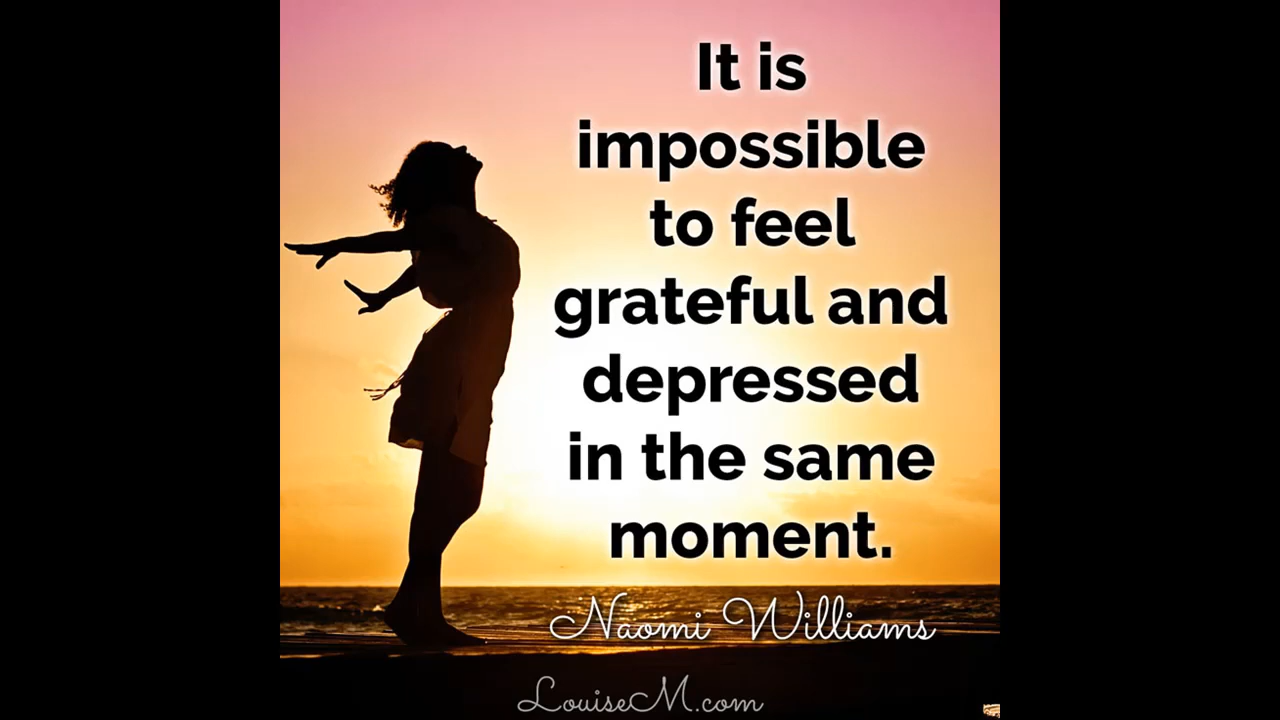 It is
impossible
to feel
grateful and
depressed
in the same
moment.
Naomi Williams
LouiseM.com